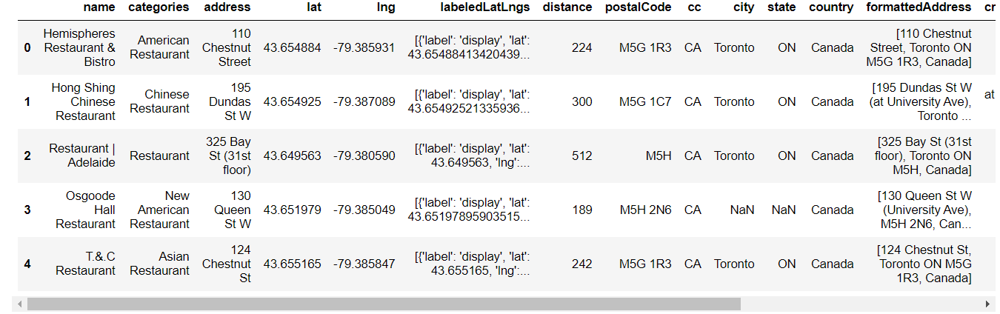 name categories address lat lng labeledLatLngs distance postalCode cc city state country formattedAddress cr
Hemispheres 110 [110 Chestnut
American [{'label': 'display', 'lat': Street, Toronto ON
0 Restaurant & Chestnut 43.654884 -79.385931 224 M5G 1R3 CA Toronto ON Canada
Restaurant 43.65488413420439...
Bistro Street M5G 1R3, Canada]
Hong Shing 195 [195 Dundas St W
Chinese [{'label': 'display', 'lat': at
1 Chinese Dundas 43.654925 -79.387089 300 M5G 1C7 CA Toronto ON Canada (at University Ave),
Restaurant 43.65492521335936...
Restaurant St W Toronto ...
325 Bay [325 Bay St (31st
Restaurant | [{'label': 'display', 'lat':
2 Restaurant St (31st 43.649563 -79.380590 512 M5H CA Toronto ON Canada floor), Toronto ON
Adelaide 43.649563, 'lng':...
floor) M5H, Canada]
Osgoode New 130 [130 Queen St W
[{'label': 'display', 'lat':
3 Hall American Queen 43.651979 -79.385049 189 M5H 2N6 CA NaN NaN Canada (University Ave),
43.65197895903515...
Restaurant Restaurant St W M5H 2N6, Can...
124 [124 Chestnut St,
T.&.C Asian [{'label': 'display', 'lat':
4 Chestnut 43.655165 -79.385847 242 M5G 1R3 CA Toronto ON Canada Toronto ON M5G
Restaurant Restaurant 43.655165, 'lng':...
St 1R3, Canada]